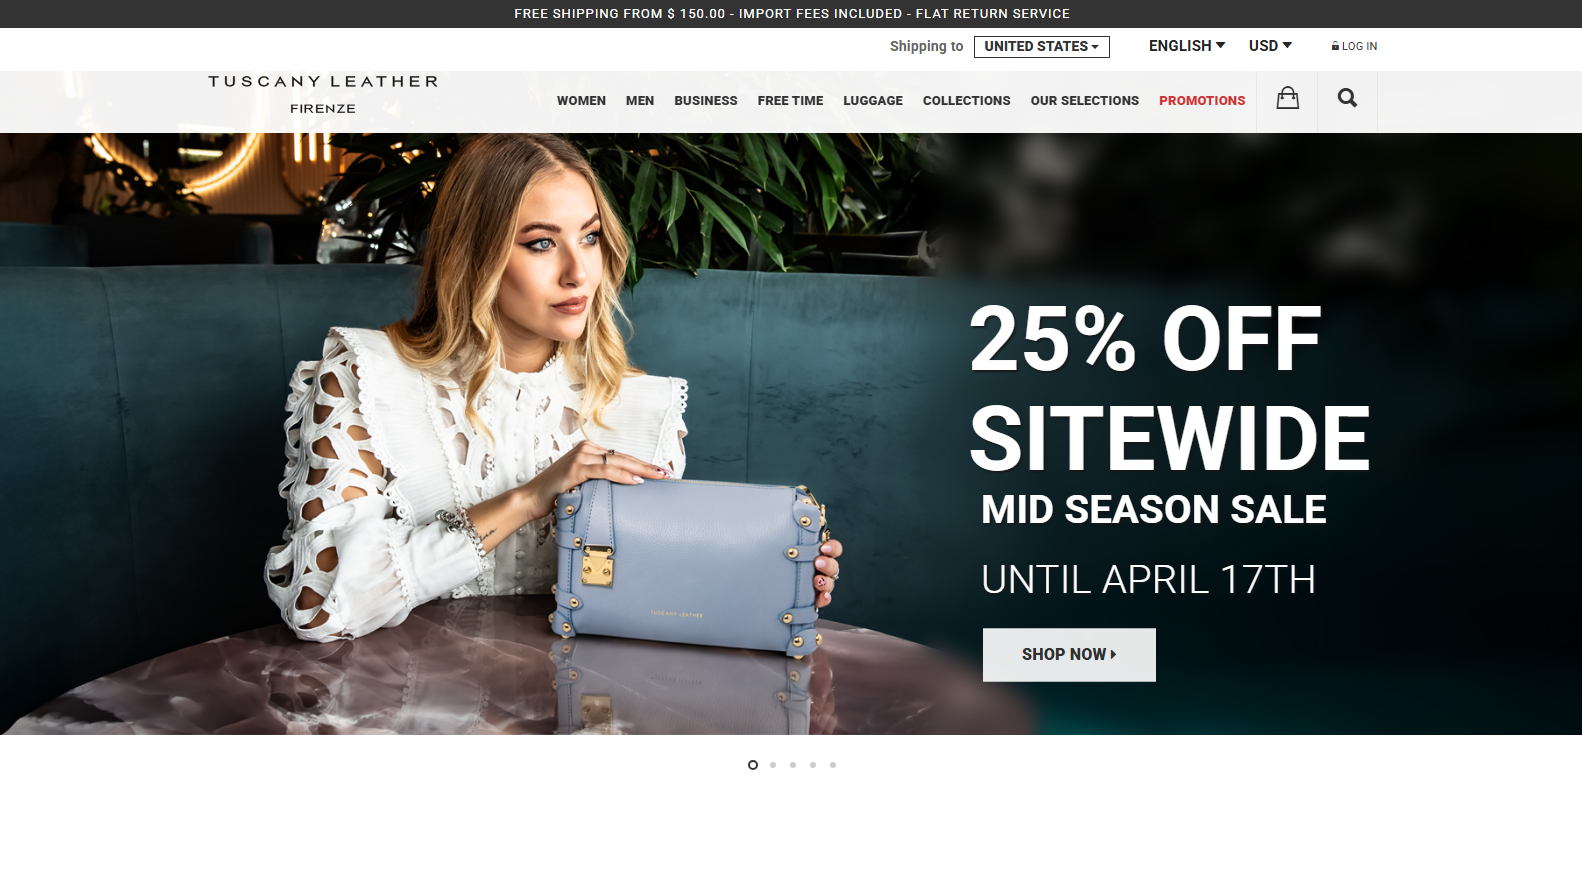 FREE SHIPPING FROM $ 150.00 - IMPORT FEES INCLUDED - FLAT RETURN SERVICE
Shipping to UNITED STATES ENGLISH USD LOG IN
TUSCANY LEATHER
FIRENZE
WOMEN MEN BUSINESS FREE TIME LUGGAGE COLLECTIONS OUR SELECTIONS PROMOTIONS
25% OFF
SITEWIDE
MID SEASON SALE
UNTIL APRIL 17TH
TUSCANY LEATHER
SHOP NOW